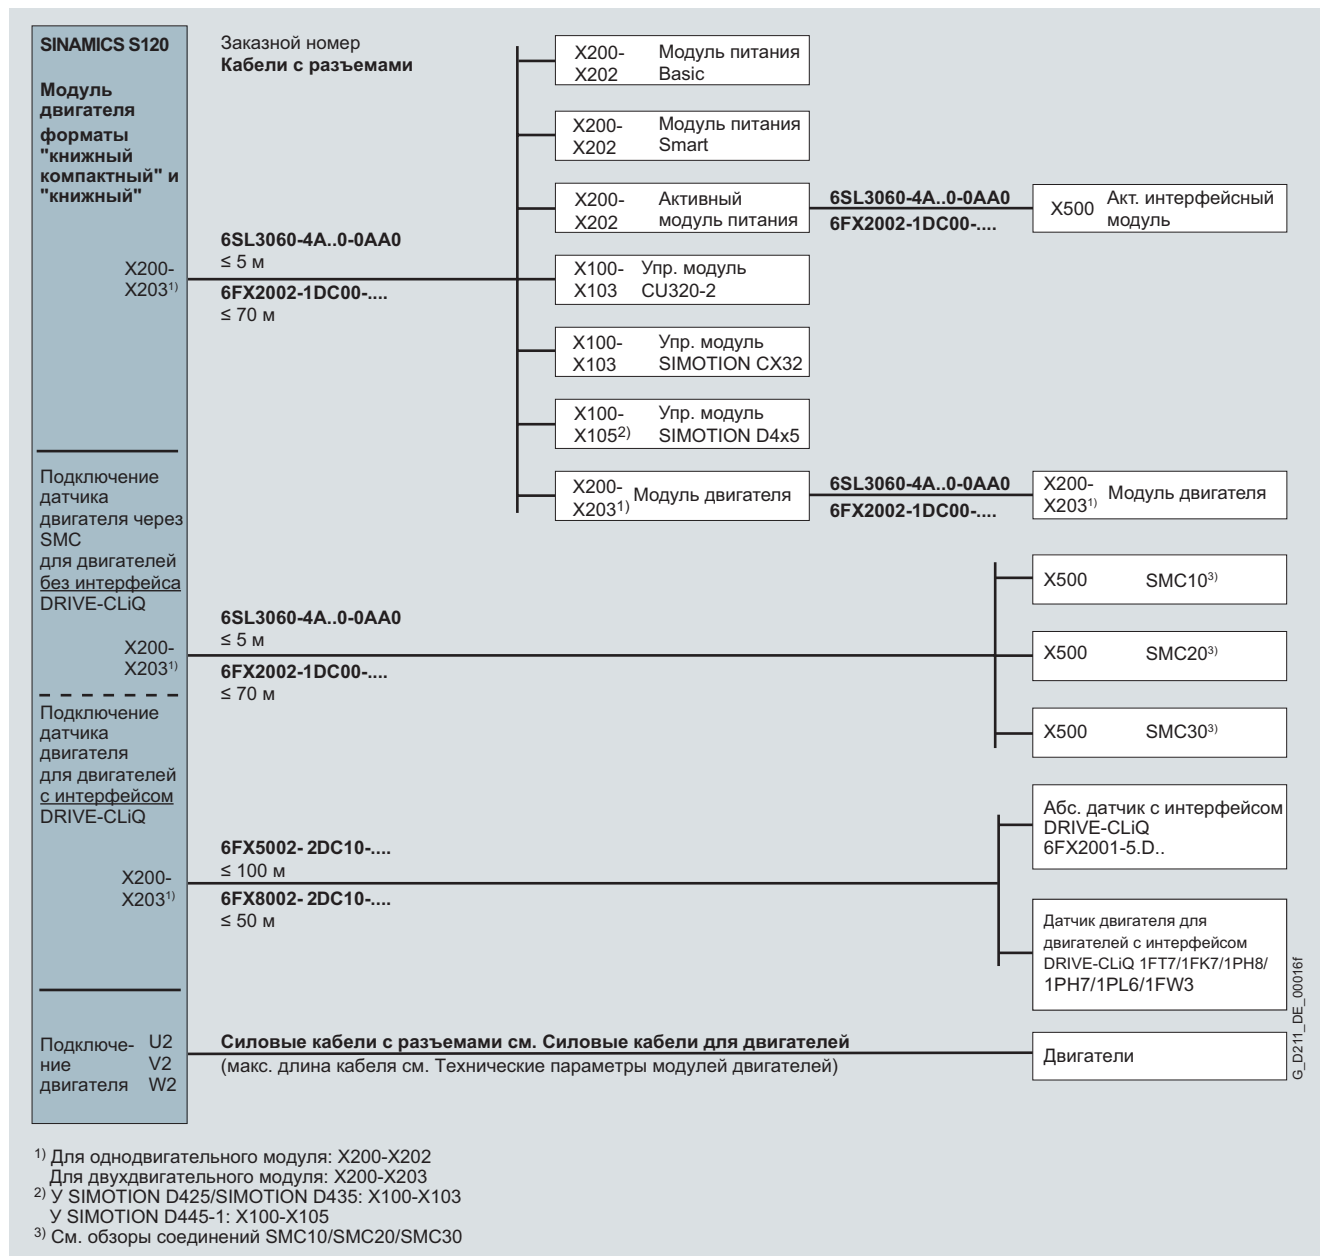 SINAMICS S120
Модуль
двигателя
форматы
"книжный
компактный" и
"книжный"
X200-
X203¹⁾
Заказной номер
Кабели с разъемами
6SL3060-4A..0-0AA0
≤ 5 м
6FX2002-1DC00-....
≤ 70 м
X200- Модуль питания
X202 Basic
X200- Модуль питания
X202 Smart
X200- Активный
X202 модуль питания
6SL3060-4A..0-0AA0
6FX2002-1DC00-....
X500 Акт. интерфейсный
модуль
X100- Упр. модуль
X103 CU320-2
X100- Упр. модуль
X103 SIMOTION CX32
X100- Упр. модуль
X105²⁾ SIMOTION D4x5
X200-
X203¹⁾ Модуль двигателя
6SL3060-4A..0-0AA0
6FX2002-1DC00-....
X200-
X203¹⁾ Модуль двигателя
Подключение
датчика
двигателя через
SMC
для двигателей
без интерфейса
DRIVE-CLiQ
X200-
X203¹⁾
6SL3060-4A..0-0AA0
≤ 5 м
6FX2002-1DC00-....
≤ 70 м
X500 SMC10³⁾
X500 SMC20³⁾
X500 SMC30³⁾
Подключение
датчика
двигателя
для двигателей
с интерфейсом
DRIVE-CLiQ
X200-
X203¹⁾
6FX5002- 2DC10-....
≤ 100 м
6FX8002- 2DC10-....
≤ 50 м
Абс. датчик с интерфейсом
DRIVE-CLiQ
6FX2001-5.D..
Датчик двигателя для
двигателей с интерфейсом
DRIVE-CLiQ 1FT7/1FK7/1PH8/
1PH7/1PL6/1FW3
Подключе- U2
ние V2
двигателя W2
Силовые кабели с разъемами см. Силовые кабели для двигателей
(макс. длина кабеля см. Технические параметры модулей двигателей)
Двигатели
G_D211_DE_00016f
¹⁾ Для однодвигательного модуля: X200-X202
Для двухдвигательного модуля: X200-X203
²⁾ У SIMOTION D425/SIMOTION D435: X100-X103
У SIMOTION D445-1: X100-X105
³⁾ См. обзоры соединений SMC10/SMC20/SMC30